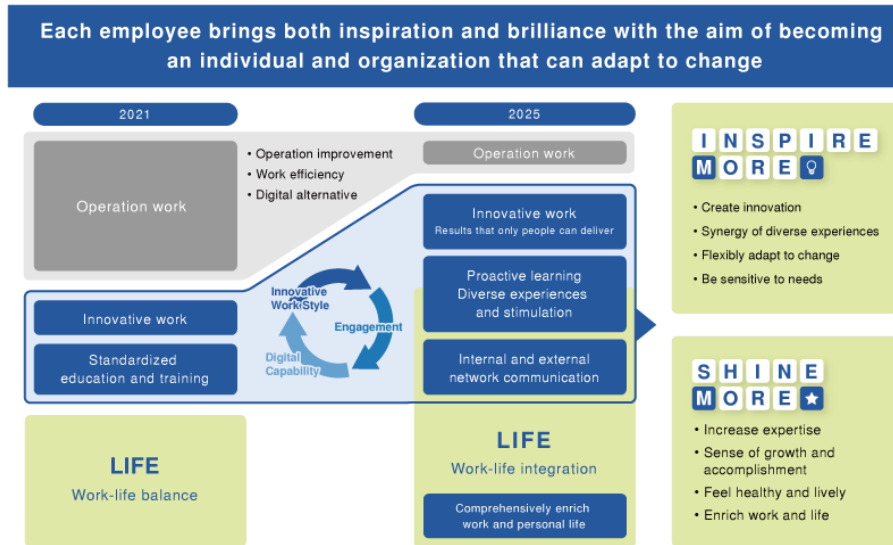 Each employee brings both inspiration and brilliance with the aim of becoming
an individual and organization that can adapt to change
2021
Operation work
• Operation improvement
• Work efficiency
• Digital alternative
2025
Operation work
Innovative work
Results that only people can deliver
Proactive learning
Diverse experiences
and stimulation
Internal and external
network communication
Innovative work
Standardized
education and training
Innovative
Work Style
Engagement
Digital
Capability
LIFE
Work-life balance
LIFE
Work-life integration
Comprehensively enrich
work and personal life
INSPIRE
MORE
• Create innovation
• Synergy of diverse experiences
• Flexibly adapt to change
• Be sensitive to needs
SHINE
MORE
• Increase expertise
• Sense of growth and
accomplishment
• Feel healthy and lively
• Enrich work and life